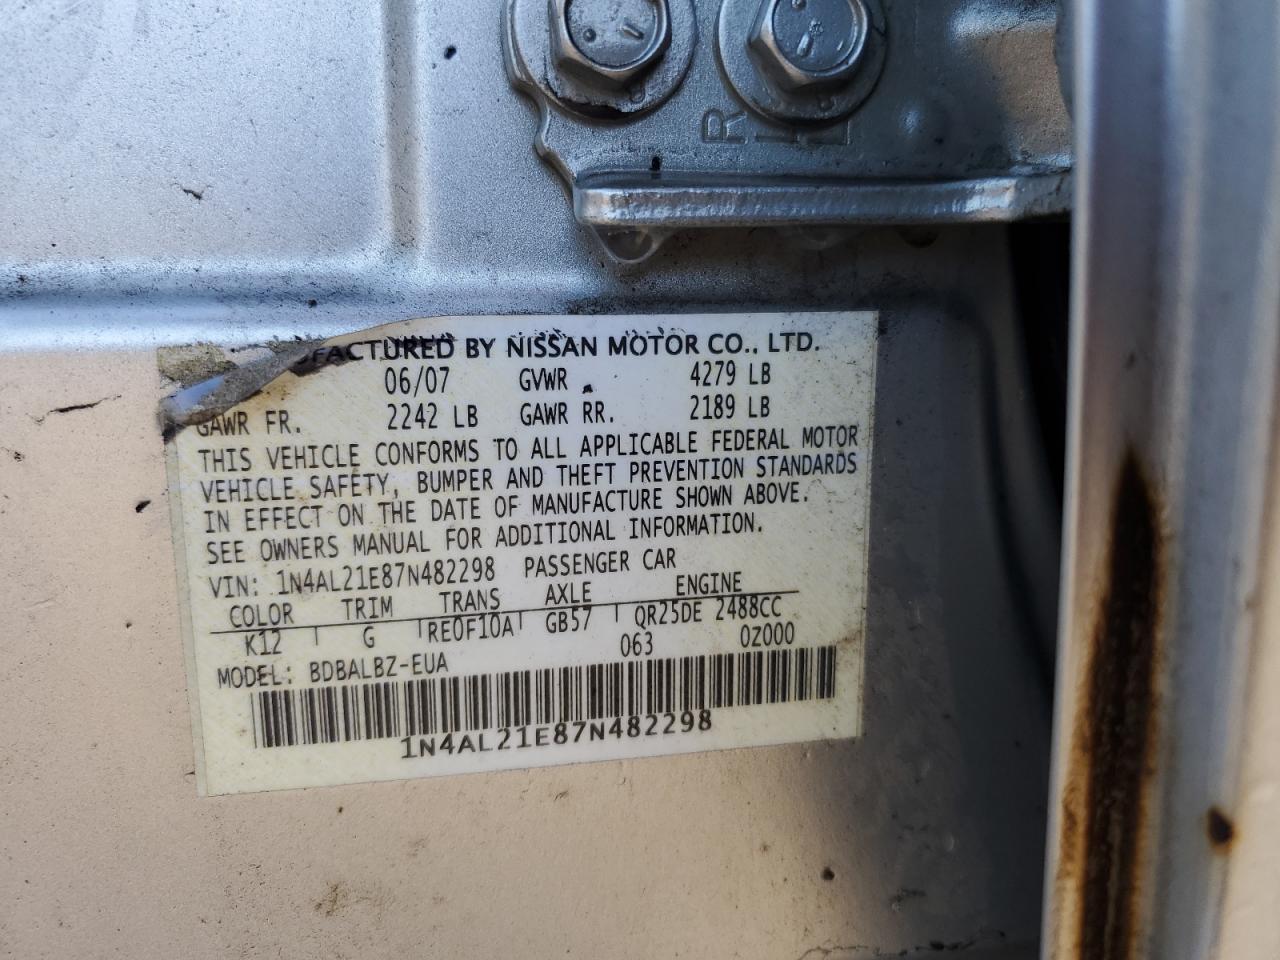 R L
FACTURED BY NISSAN MOTOR CO., LTD.
06/07 GVWR 4279 LB
GAWR FR. 2242 LB GAWR RR. 2189 LB
THIS VEHICLE CONFORMS TO ALL APPLICABLE FEDERAL MOTOR
VEHICLE SAFETY, BUMPER AND THEFT PREVENTION STANDARDS
IN EFFECT ON THE DATE OF MANUFACTURE SHOWN ABOVE.
SEE OWNERS MANUAL FOR ADDITIONAL INFORMATION.
VIN: 1N4AL21E87N482298 PASSENGER CAR
COLOR TRIM TRANS AXLE ENGINE
K12 G RE0F10A GB57 QR25DE 2488CC
063 0Z000
MODEL: BDBALBZ-EUA
1N4AL21E87N482298